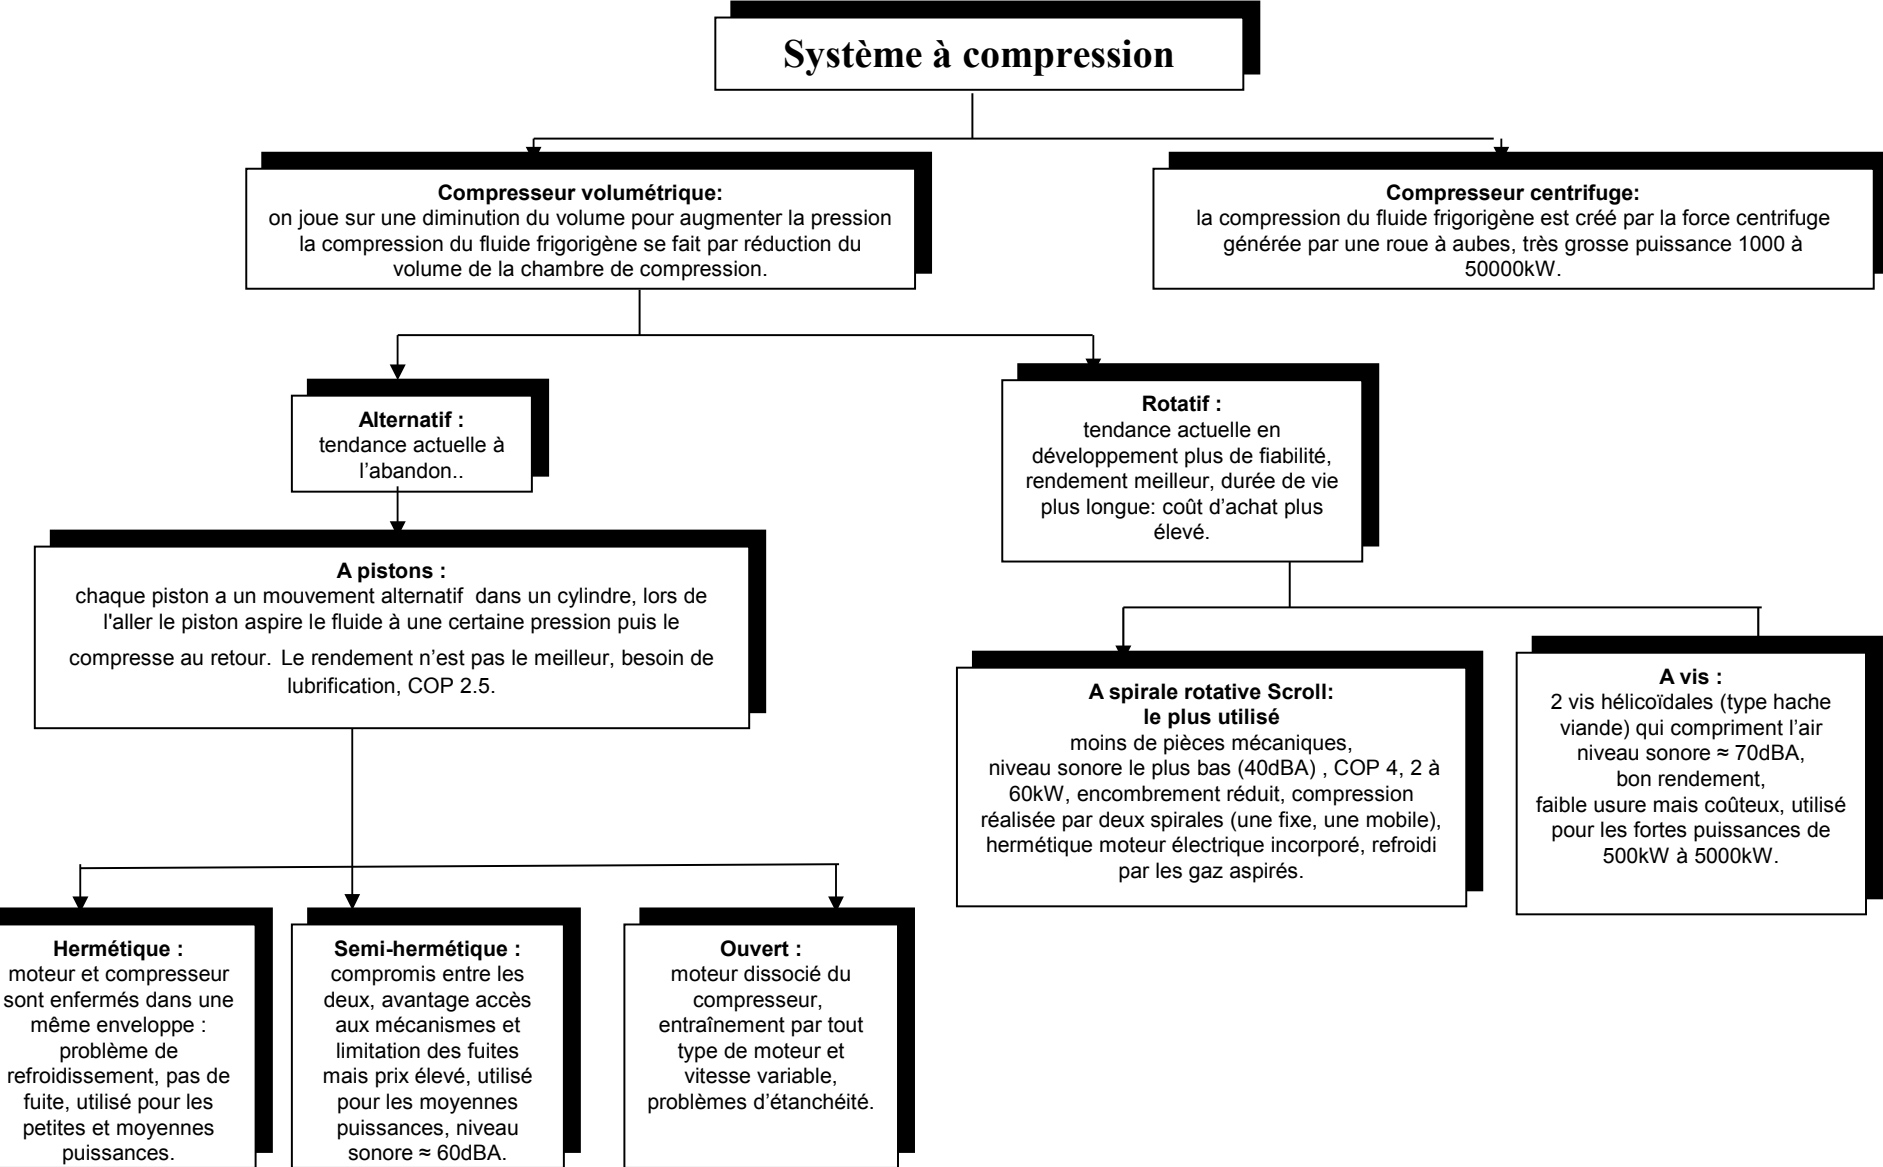 Système à compression
Compresseur volumétrique:
on joue sur une diminution du volume pour augmenter la pression
la compression du fluide frigorigène se fait par réduction du
volume de la chambre de compression.
Compresseur centrifuge:
la compression du fluide frigorigène est créé par la force centrifuge
générée par une roue à aubes, très grosse puissance 1000 à
50000kW.
Alternatif :
tendance actuelle à
l’abandon..
Rotatif :
tendance actuelle en
développement plus de fiabilité,
rendement meilleur, durée de vie
plus longue: coût d’achat plus
élevé.
A pistons :
chaque piston a un mouvement alternatif  dans un cylindre, lors de
l'aller le piston aspire le fluide à une certaine pression puis le
compresse au retour.  Le rendement n’est pas le meilleur, besoin de
lubrification, COP 2.5.
A spirale rotative Scroll:
le plus utilisé
moins de pièces mécaniques,
niveau sonore le plus bas (40dBA) , COP 4, 2 à
60kW, encombrement réduit, compression
réalisée par deux spirales (une fixe, une mobile),
hermétique moteur électrique incorporé, refroidi
par les gaz aspirés.
A vis :
2 vis hélicoïdales (type hache
viande) qui compriment l’air
niveau sonore ≈ 70dBA,
bon rendement,
faible usure mais coûteux, utilisé
pour les fortes puissances de
500kW à 5000kW.
Hermétique :
moteur et compresseur
sont enfermés dans une
même enveloppe :
problème de
refroidissement, pas de
fuite, utilisé pour les
petites et moyennes
puissances.
Semi-hermétique :
compromis entre les
deux, avantage accès
aux mécanismes et
limitation des fuites
mais prix élevé, utilisé
pour les moyennes
puissances, niveau
sonore ≈ 60dBA.
Ouvert :
moteur dissocié du
compresseur,
entraînement par tout
type de moteur et
vitesse variable,
problèmes d’étanchéité.